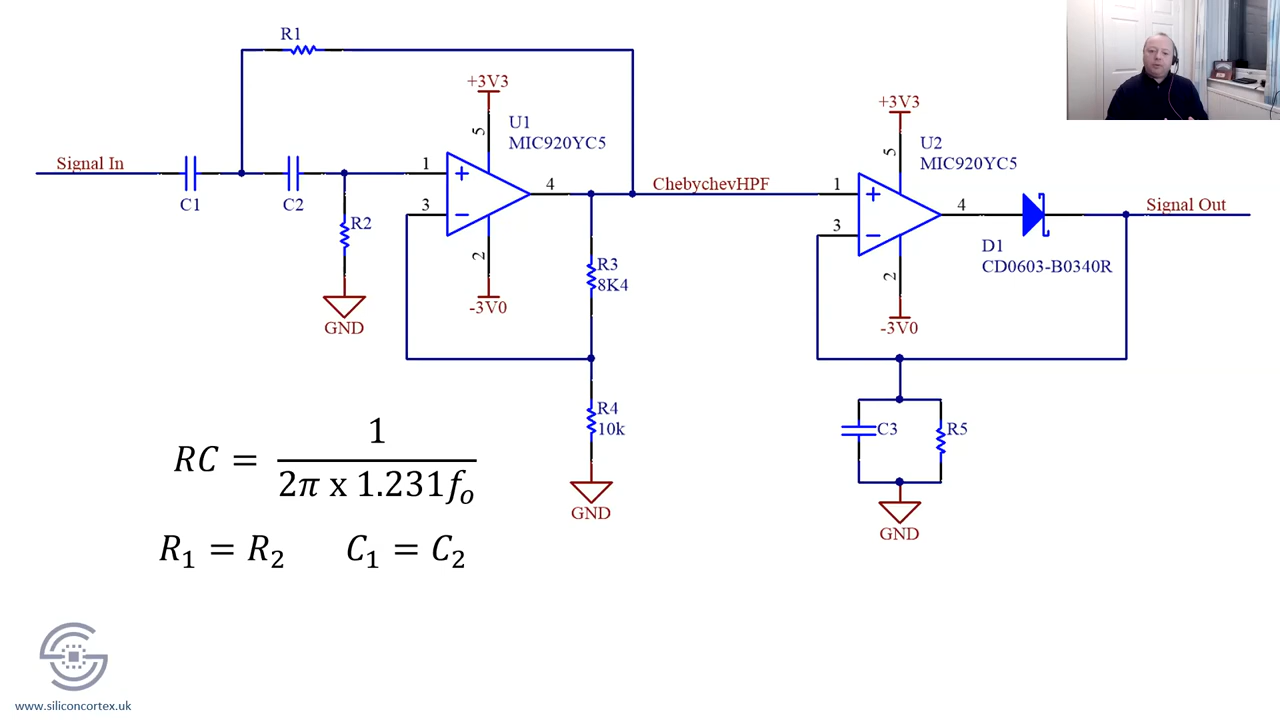 R1
+3V3
5
U1
MIC920YC5
Signal In
C1
C2
R2
GND
1
3
4
2
-3V0
R3
8K4
R4
10k
GND
ChebychevHPF
+3V3
5
U2
MIC920YC5
1
3
4
2
-3V0
D1
CD0603-B0340R
Signal Out
C3
R5
GND
RC = 1 / 2π x 1.231fₒ
R₁ = R₂ C₁ = C₂
www.siliconcortex.uk